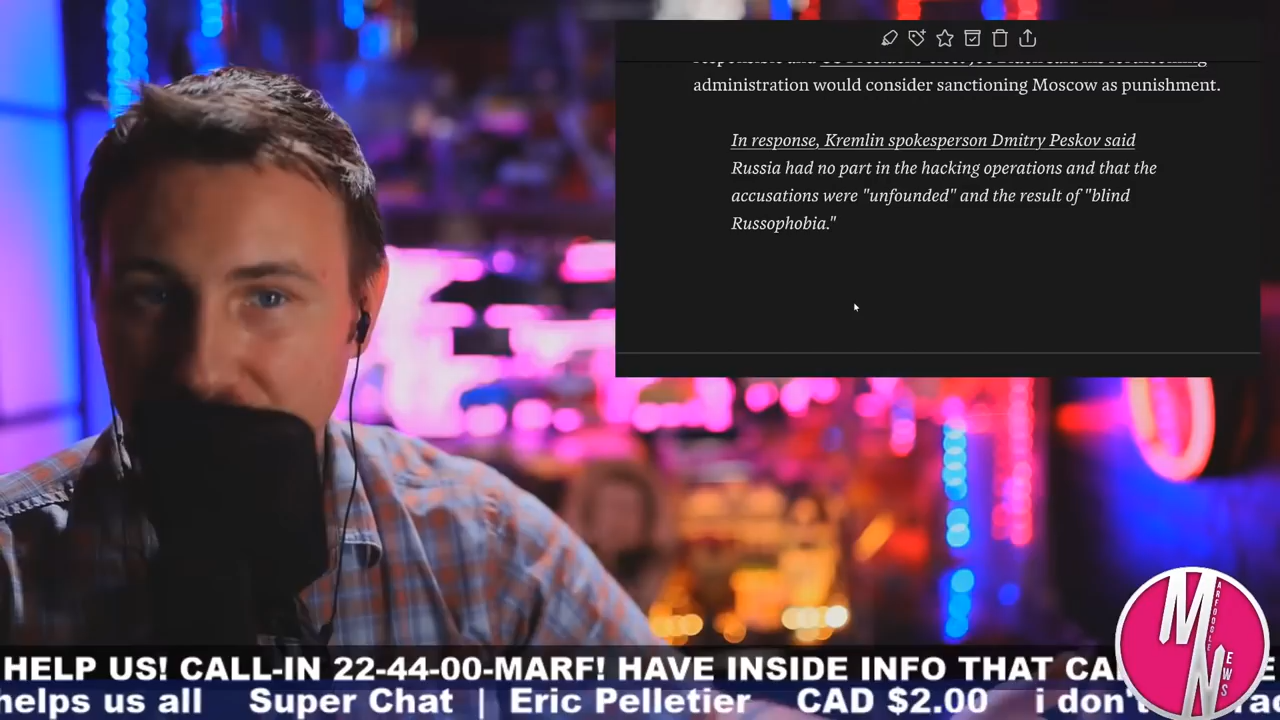 administration would consider sanctioning Moscow as punishment.
In response, Kremlin spokesperson Dmitry Peskov said
Russia had no part in the hacking operations and that the
accusations were "unfounded" and the result of "blind
Russophobia."
MARFOOGLE
NEWS
HELP US! CALL-IN 22-44-00-MARF! HAVE INSIDE INFO THAT
helps us all Super Chat | Eric Pelletier CAD $2.00 i don't